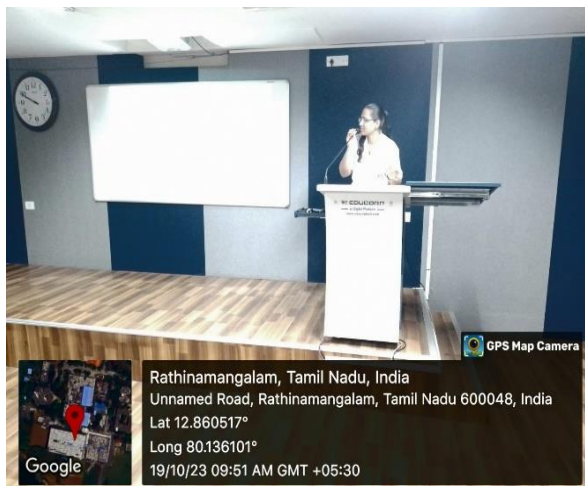 EDUCORP
GPS Map Camera
Rathinamangalam, Tamil Nadu, India
Unnamed Road, Rathinamangalam, Tamil Nadu 600048, India
Lat 12.860517°
Long 80.136101°
19/10/23 09:51 AM GMT +05:30
Google